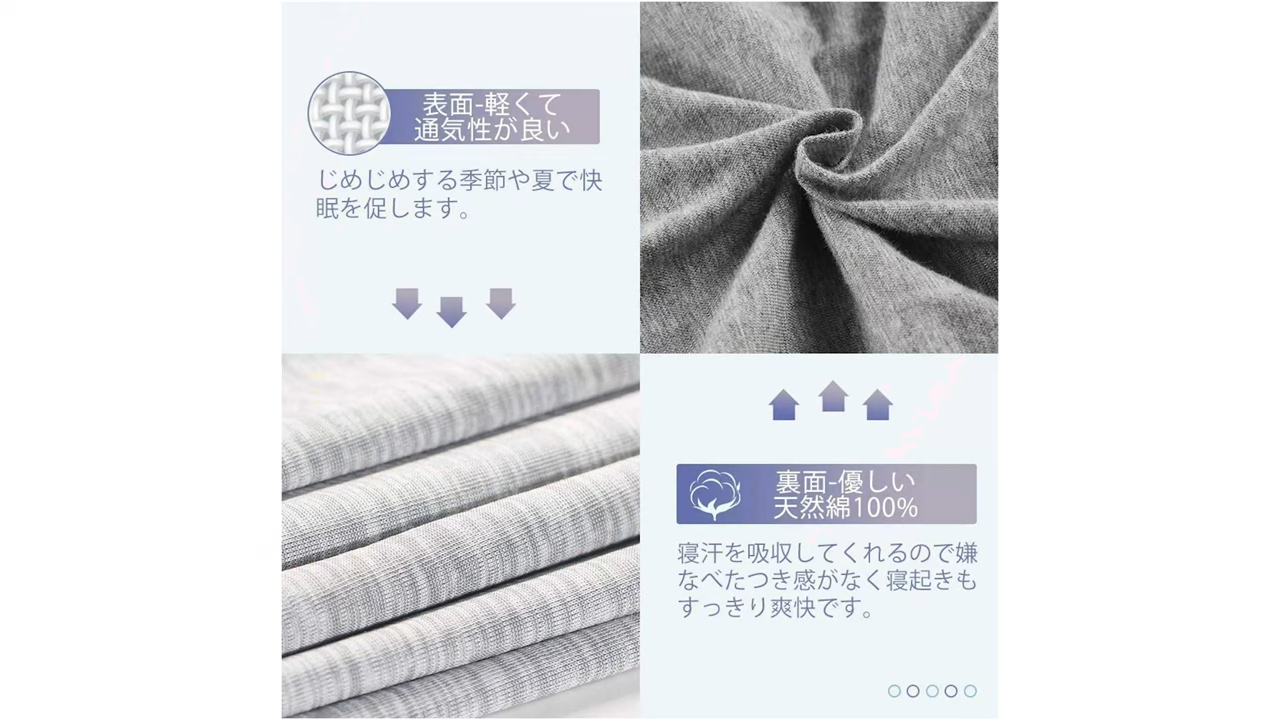 表面-軽くて
通気性が良い
じめじめする季節や夏で快
眠を促します。
裏面-優しい
天然綿100%
寝汗を吸収してくれるので嫌
なべたつき感がなく寝起きも
すっきり爽快です。